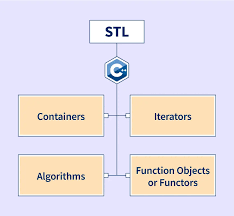 STL
C++
Containers
Iterators
Algorithms
Function Objects
or Functors